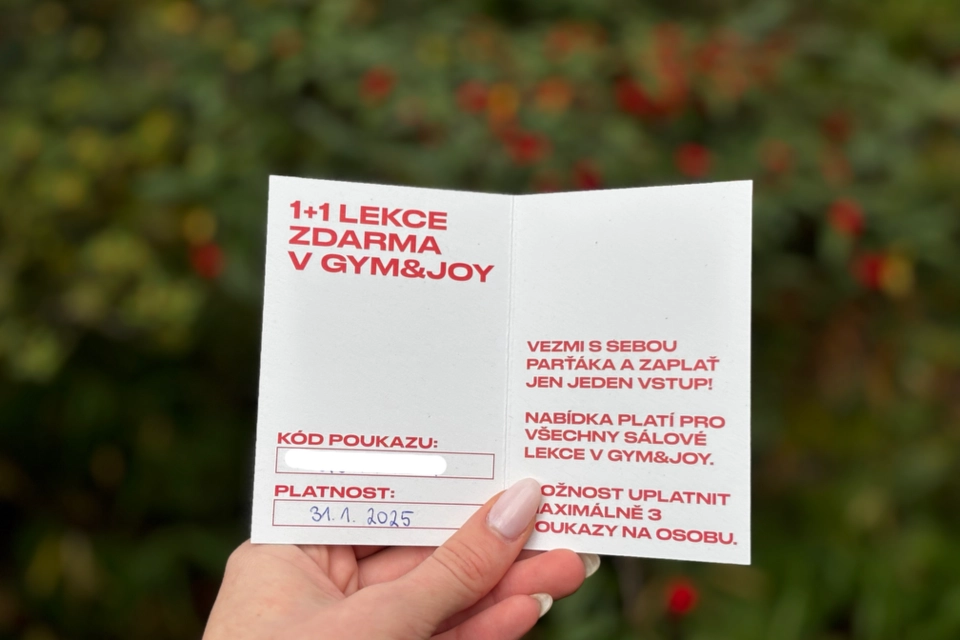 1+1 LEKCE
ZDARMA
V GYM&JOY
KÓD POUKAZU:
PLATNOST:
31. 1. 2025
VEZMI S SEBOU
PARŤÁKA A ZAPLAŤ
JEN JEDEN VSTUP!
NABÍDKA PLATÍ PRO
VŠECHNY SÁLOVÉ
LEKCE V GYM&JOY.
OŽNOST UPLATNIT
AXIMÁLNĚ 3
OUKAZY NA OSOBU.